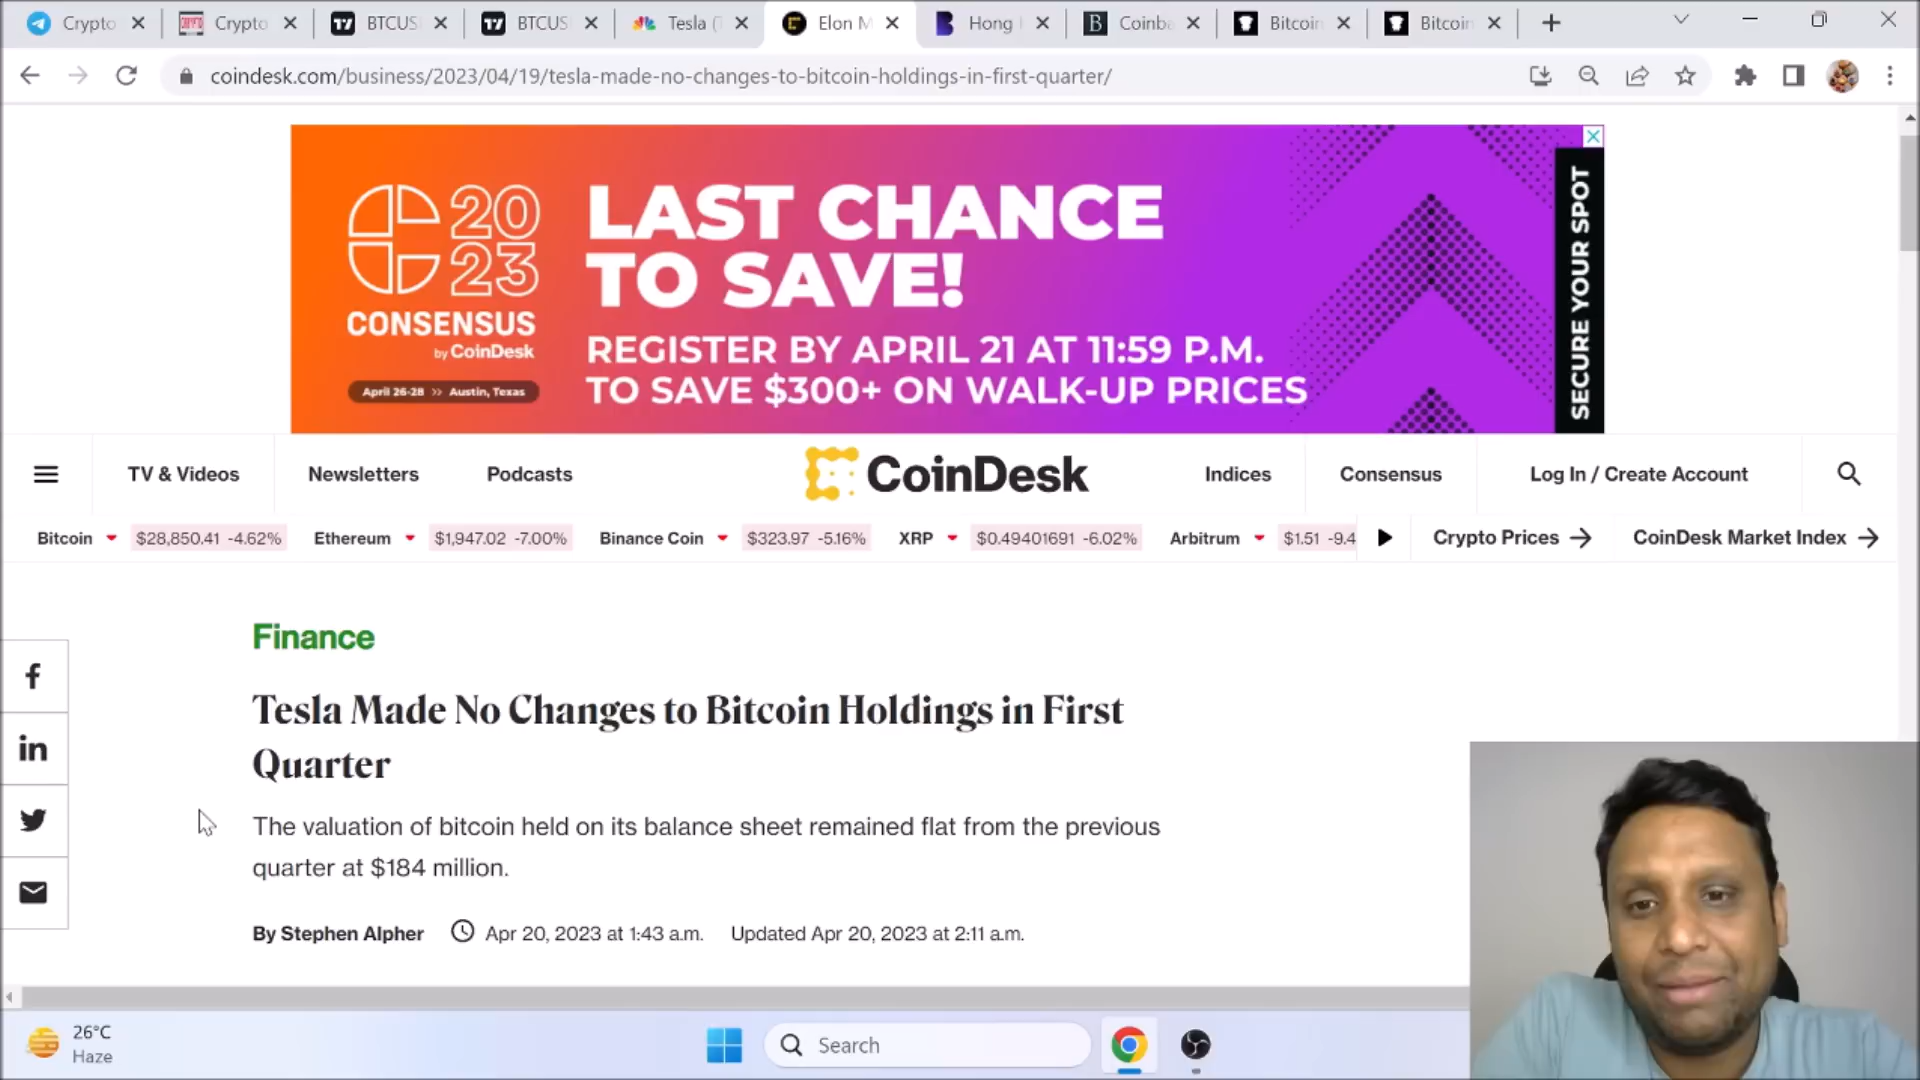 Crypto
Crypto
BTCUS
BTCUS
Tesla (T
Elon M
Hong
Coinba
Bitcoin
Bitcoin
coindesk.com/business/2023/04/19/tesla-made-no-changes-to-bitcoin-holdings-in-first-quarter/
2023
CONSENSUS
by CoinDesk
April 26-28 >> Austin, Texas
LAST CHANCE
TO SAVE!
REGISTER BY APRIL 21 AT 11:59 P.M.
TO SAVE $300+ ON WALK-UP PRICES
SECURE YOUR SPOT
TV & Videos
Newsletters
Podcasts
CoinDesk
Indices
Consensus
Log In / Create Account
Bitcoin $28,850.41 -4.62%
Ethereum $1,947.02 -7.00%
Binance Coin $323.97 -5.16%
XRP $0.49401691 -6.02%
Arbitrum $1.51 -9.4
Crypto Prices →
CoinDesk Market Index →
Finance
Tesla Made No Changes to Bitcoin Holdings in First
Quarter
The valuation of bitcoin held on its balance sheet remained flat from the previous
quarter at $184 million.
By Stephen Alpher
Apr 20, 2023 at 1:43 a.m.
Updated Apr 20, 2023 at 2:11 a.m.
26°C
Haze
Search